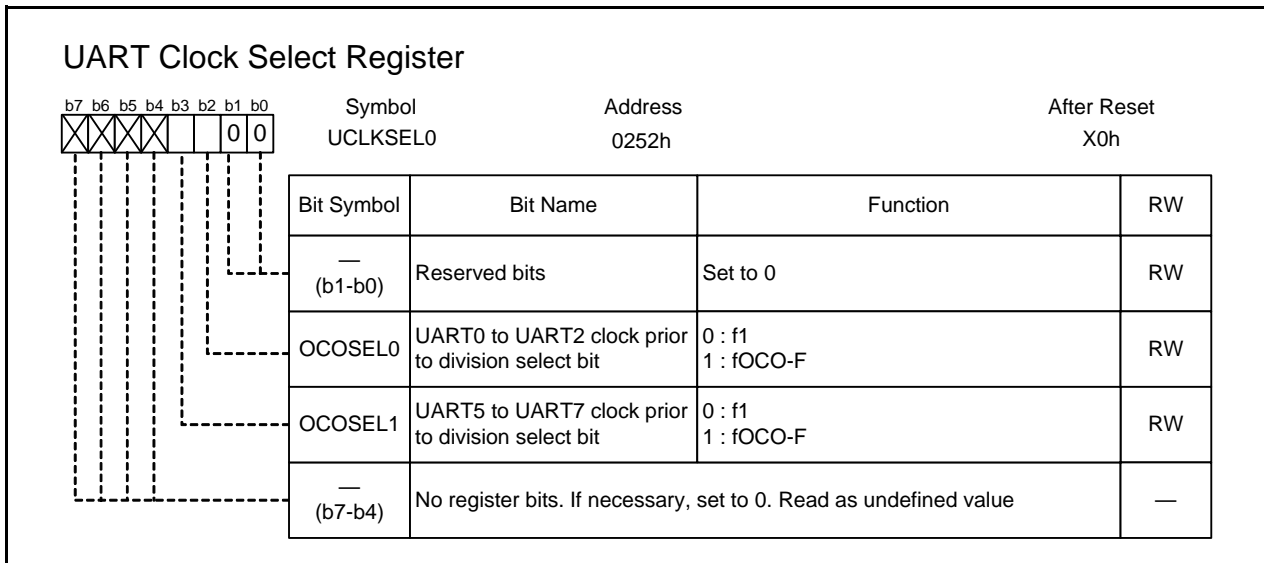 UART Clock Select Register
b7 b6 b5 b4 b3 b2 b1 b0
0 0
Symbol Address After Reset
UCLKSEL0 0252h X0h
Bit Symbol Bit Name Function RW
—
(b1-b0) Reserved bits Set to 0 RW
OCOSEL0 UART0 to UART2 clock prior to division select bit 0 : f1 1 : fOCO-F RW
OCOSEL1 UART5 to UART7 clock prior to division select bit 0 : f1 1 : fOCO-F RW
—
(b7-b4) No register bits. If necessary, set to 0. Read as undefined value —